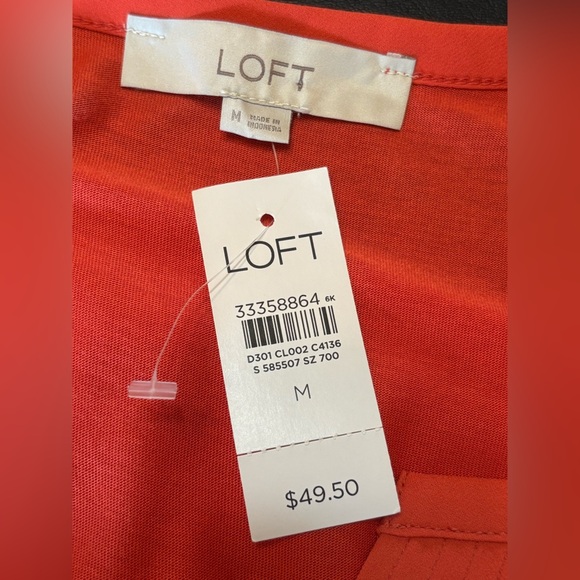 LOFT
M MADE IN
INDONESIA
LOFT
33358864 6K
D301 CL002 C4136
S 585507 SZ 700
M
$49.50